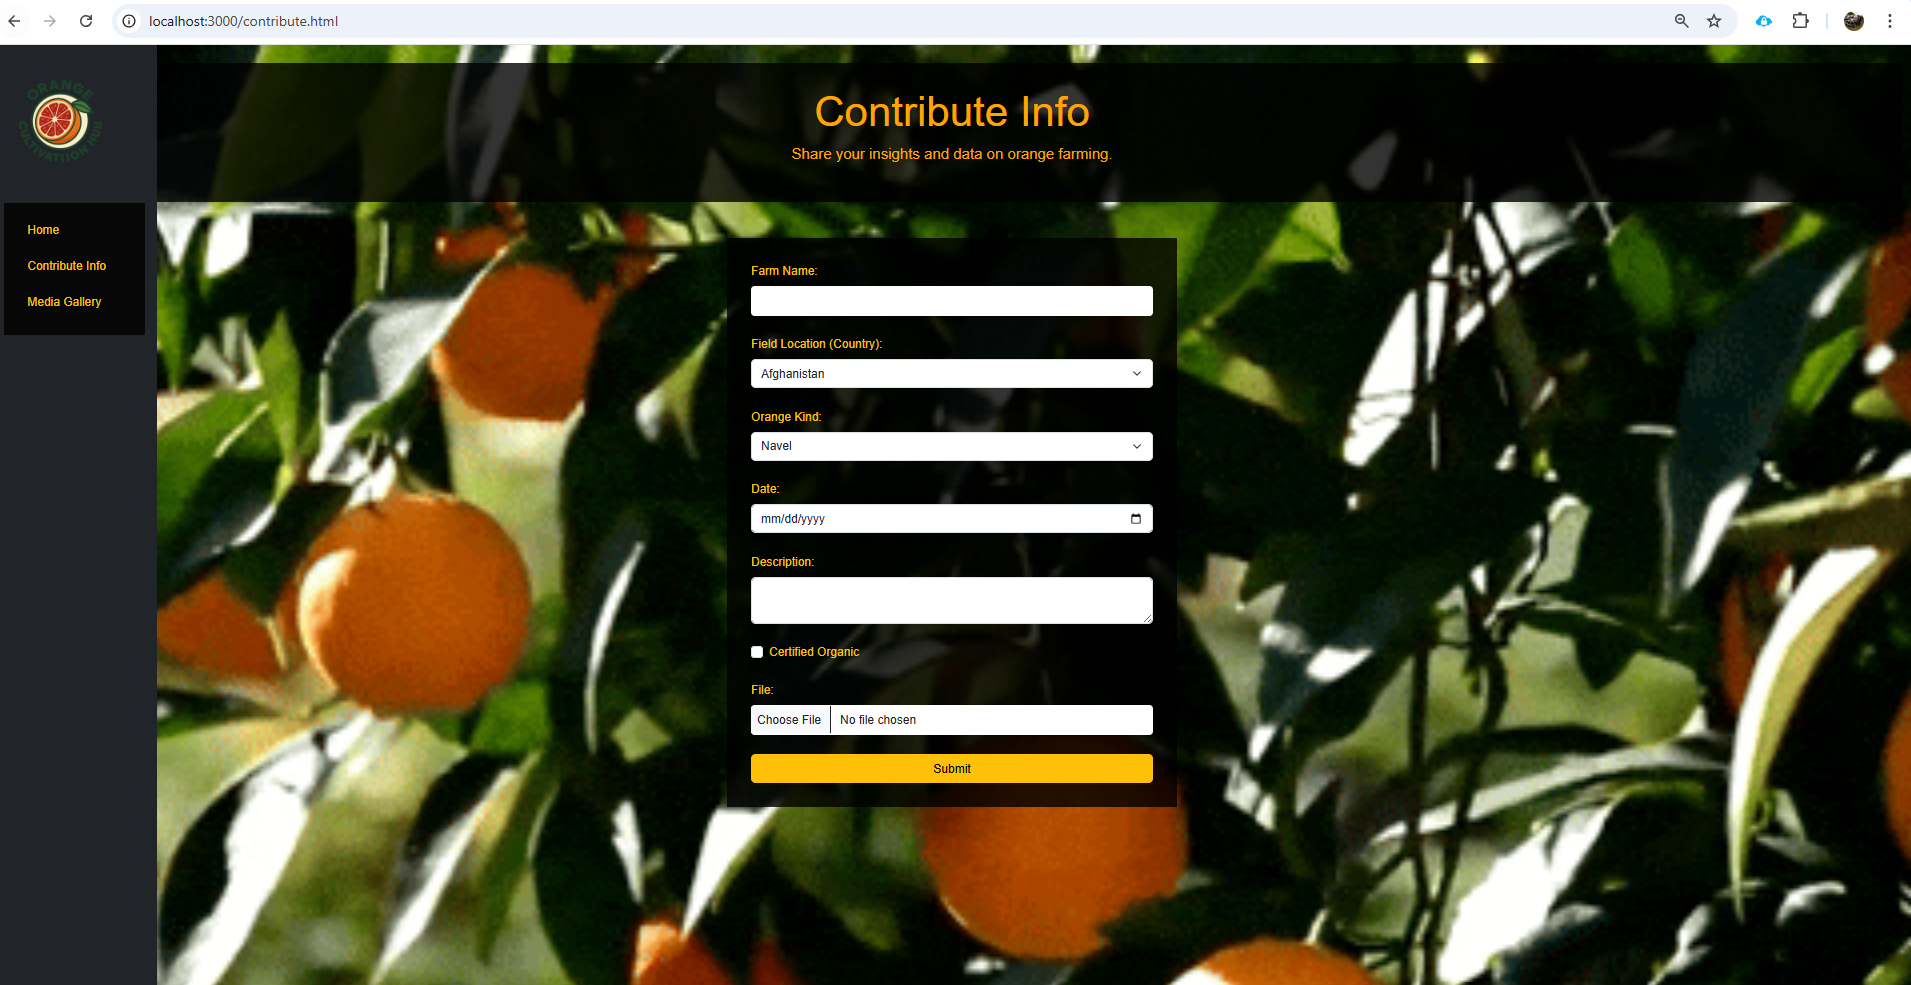 localhost:3000/contribute.html
ORANGE
CULTIVATIION HUB
Home
Contribute Info
Media Gallery
Contribute Info
Share your insights and data on orange farming.
Farm Name:
Field Location (Country):
Afghanistan
Orange Kind:
Navel
Date:
mm/dd/yyyy
Description:
Certified Organic
File:
Choose File No file chosen
Submit